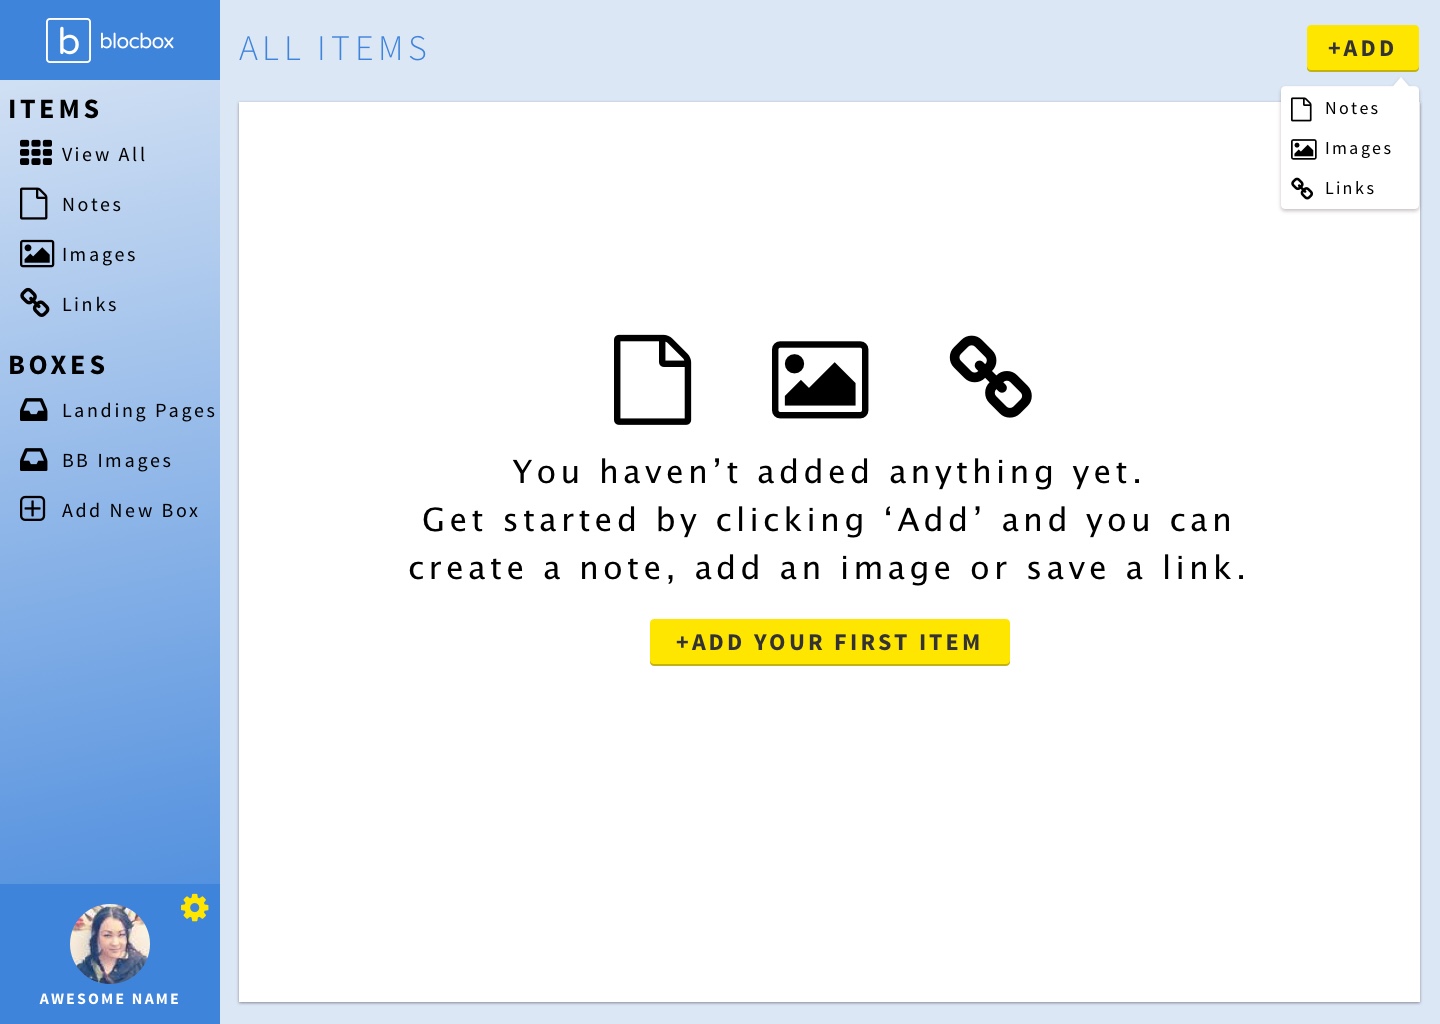 b blocbox
ITEMS
View All
Notes
Images
Links
BOXES
Landing Pages
BB Images
Add New Box
AWESOME NAME
ALL ITEMS
+ADD
Notes
Images
Links
You haven’t added anything yet.
Get started by clicking ‘Add’ and you can
create a note, add an image or save a link.
+ADD YOUR FIRST ITEM